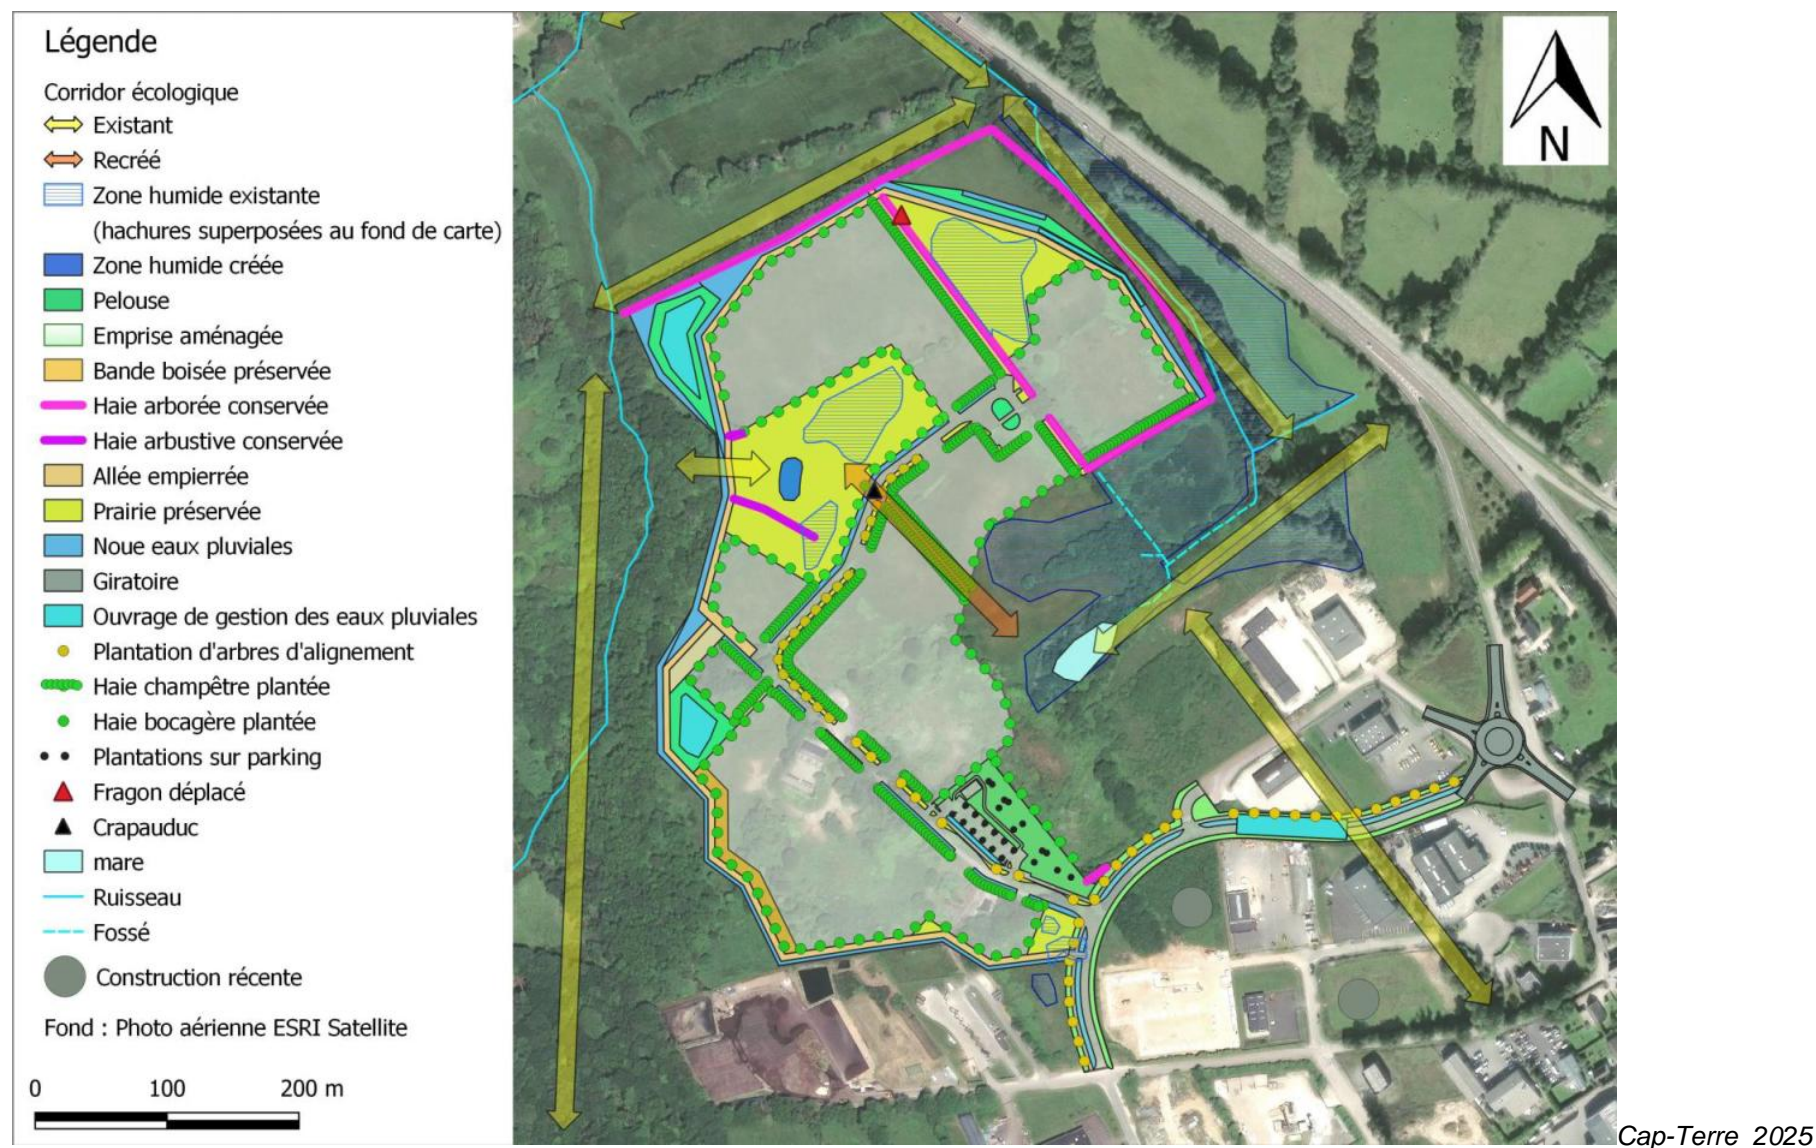 Légende
Corridor écologique
Existant
Recréé
Zone humide existante
(hachures superposées au fond de carte)
Zone humide créée
Pelouse
Emprise aménagée
Bande boisée préservée
Haie arborée conservée
Haie arbustive conservée
Allée empierrée
Prairie préservée
Noue eaux pluviales
Giratoire
Ouvrage de gestion des eaux pluviales
Plantation d'arbres d'alignement
Haie champêtre plantée
Haie bocagère plantée
Plantations sur parking
Fragon déplacé
Crapauduc
mare
Ruisseau
Fossé
Construction récente
Fond : Photo aérienne ESRI Satellite
0 100 200 m
N
Cap-Terre 2025